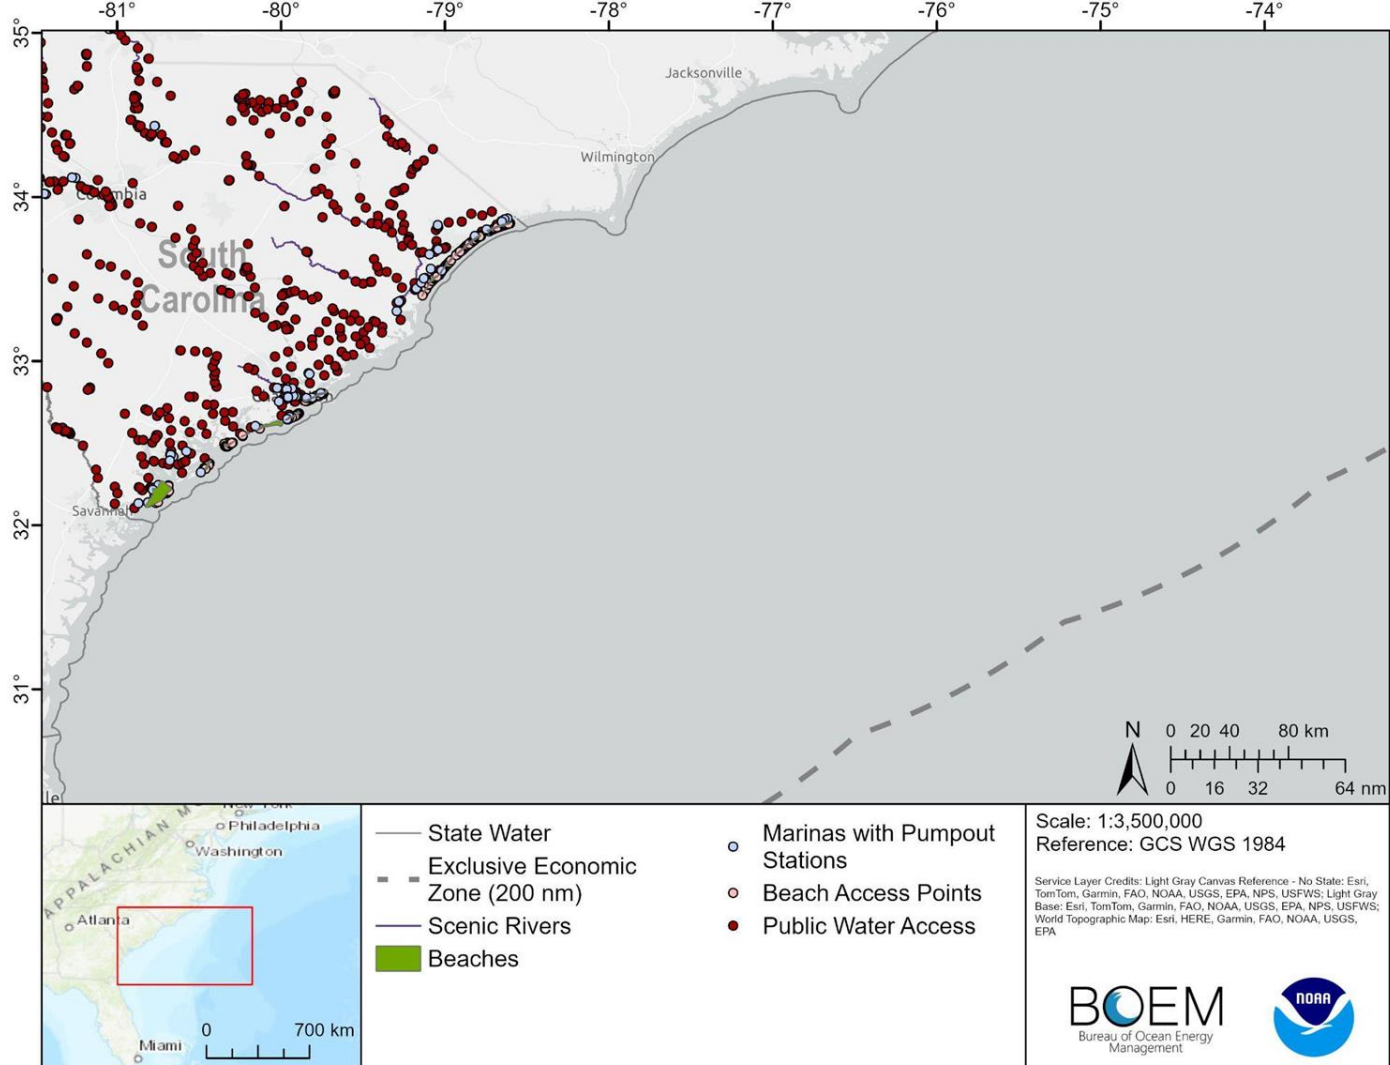 -81° -80° -79° -78° -77° -76° -75° -74°
35°
34°
33°
32°
31°
Jacksonville
Wilmington
Columbia
South
Carolina
Savannah
le
N
0 20 40 80 km
0 16 32 64 nm
APPALACHIAN M
New York
Philadelphia
Washington
Atlanta
Miami
0 700 km
State Water
Exclusive Economic
Zone (200 nm)
Scenic Rivers
Beaches
Marinas with Pumpout
Stations
Beach Access Points
Public Water Access
Scale: 1:3,500,000
Reference: GCS WGS 1984
Service Layer Credits: Light Gray Canvas Reference - No State: Esri,
TomTom, Garmin, FAO, NOAA, USGS, EPA, NPS, USFWS; Light Gray
Base: Esri, TomTom, Garmin, FAO, NOAA, USGS, EPA, NPS, USFWS;
World Topographic Map: Esri, HERE, Garmin, FAO, NOAA, USGS,
EPA
BOEM
Bureau of Ocean Energy
Management
NOAA